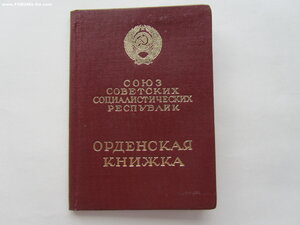 СОЮЗ
СОВЕТСКИХ
СОЦИАЛИСТИЧЕСКИХ
РЕСПУБЛИК
ОРДЕНСКАЯ
КНИЖКА